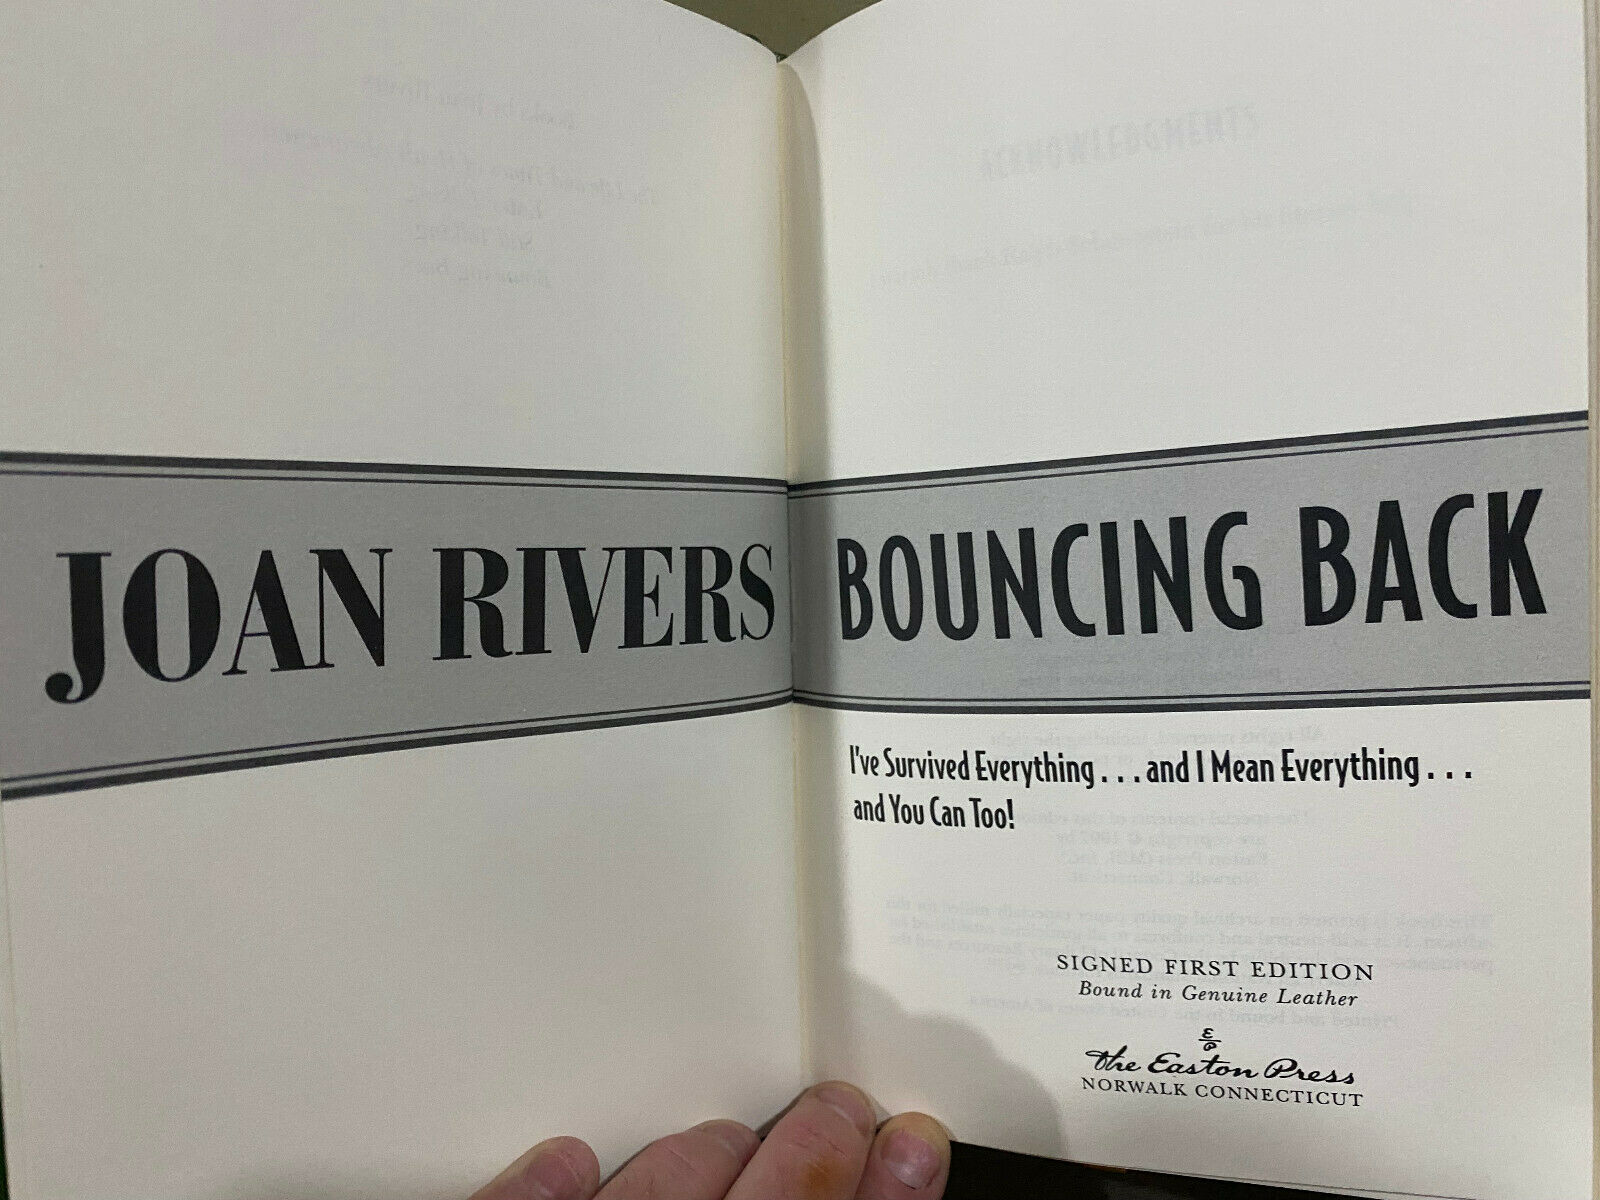 JOAN RIVERS
BOUNCING BACK
I've Survived Everything . . . and I Mean Everything . . .
and You Can Too!
SIGNED FIRST EDITION
Bound in Genuine Leather
The Easton Press
NORWALK CONNECTICUT